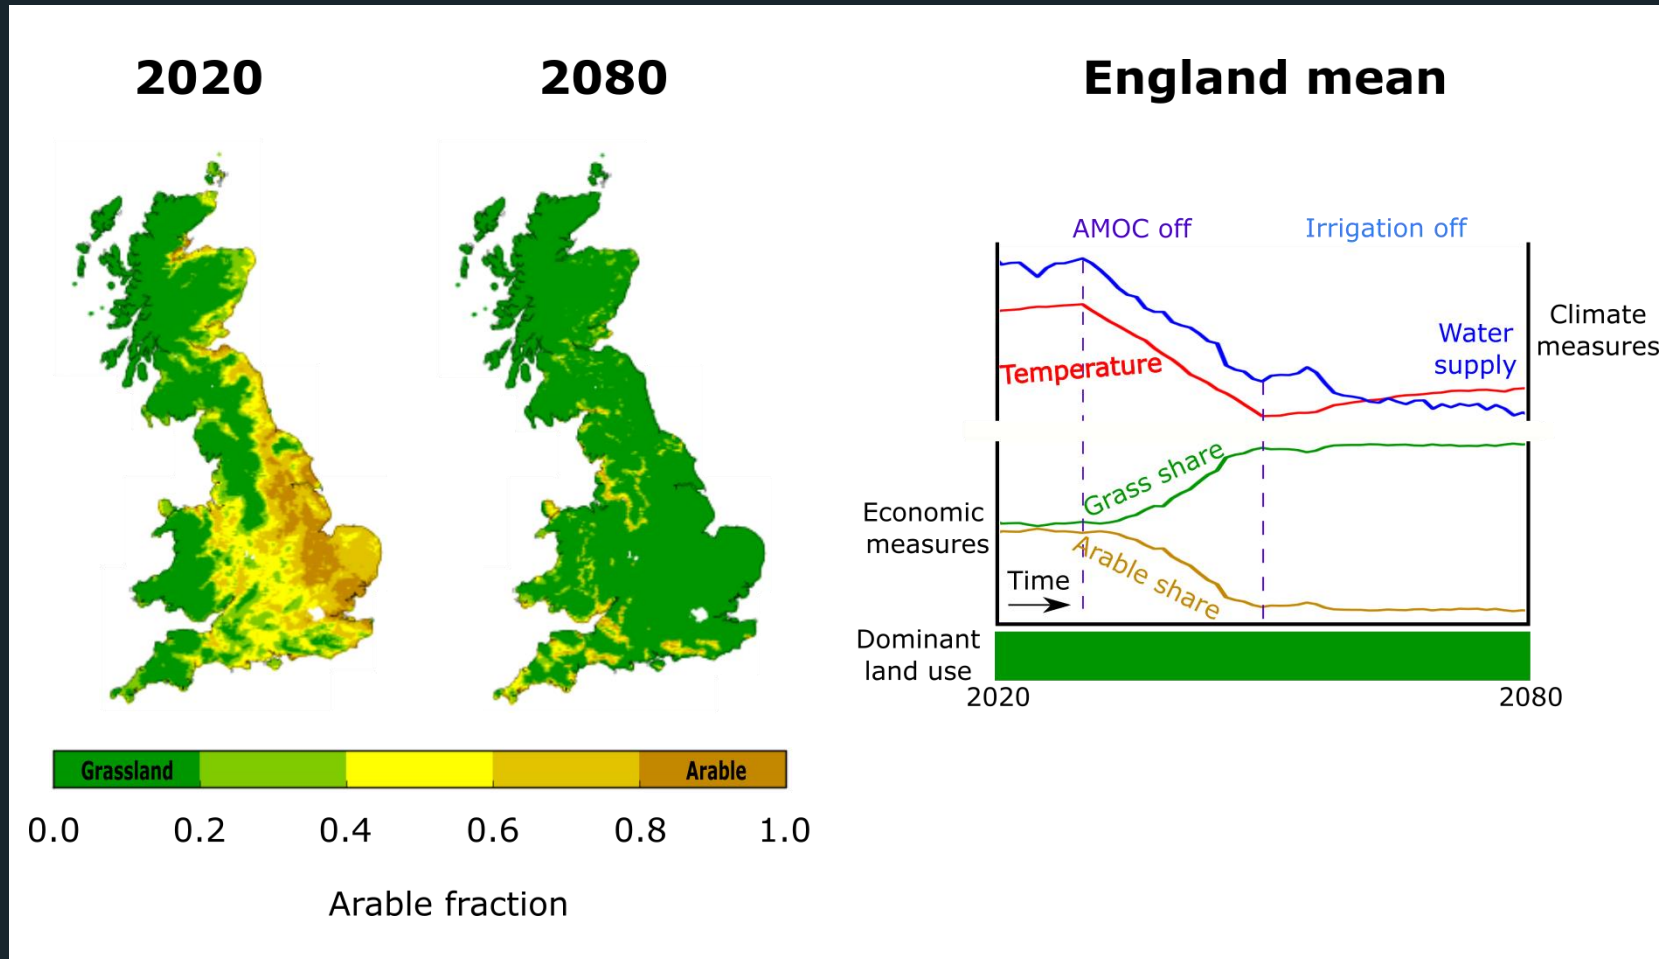 2020
2080
England mean
AMOC off
Irrigation off
Temperature
Water
supply
Climate
measures
Grass share
Economic
measures
Arable share
Time
Dominant
land use
2020
2080
Grassland
Arable
0.0
0.2
0.4
0.6
0.8
1.0
Arable fraction